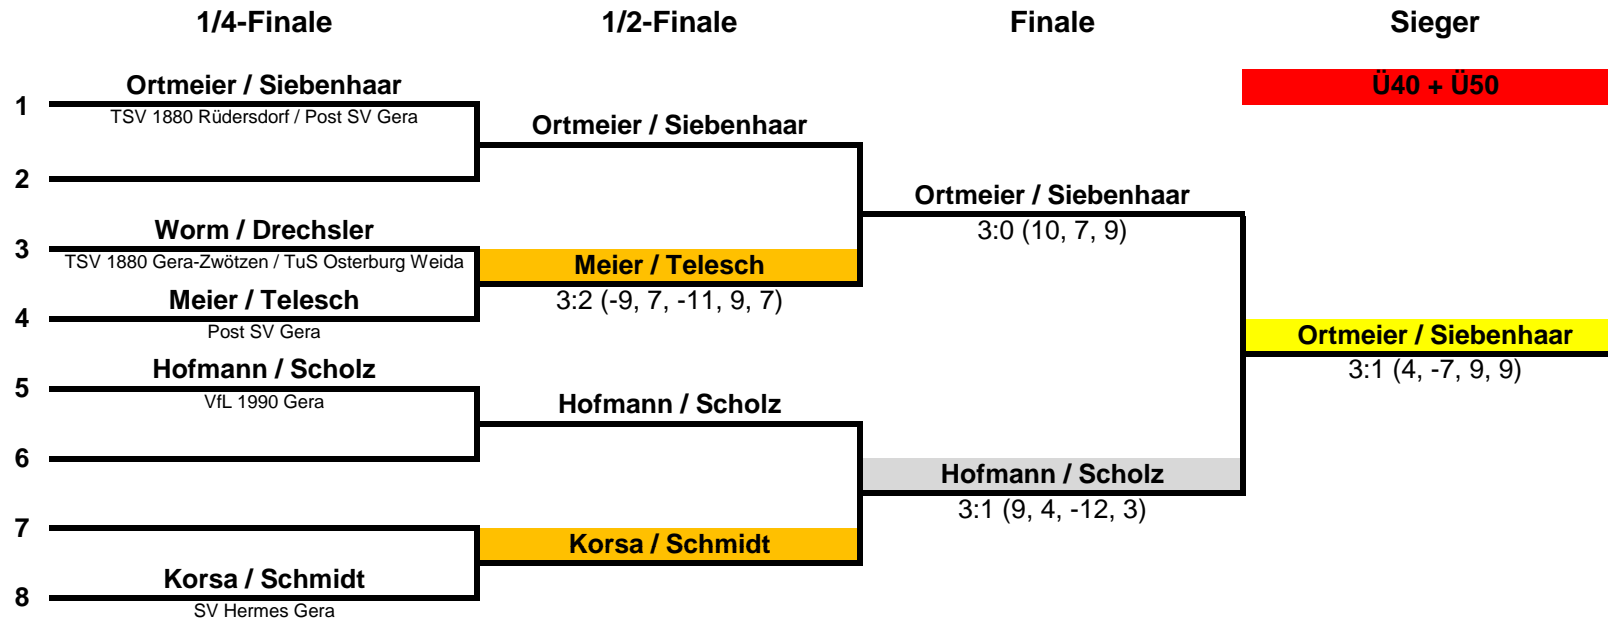 1/4-Finale
1/2-Finale
Finale
Sieger
Ü40 + Ü50
1
Ortmeier / Siebenhaar
TSV 1880 Rüdersdorf / Post SV Gera
2
3
Worm / Drechsler
TSV 1880 Gera-Zwötzen / TuS Osterburg Weida
4
Meier / Telesch
Post SV Gera
5
Hofmann / Scholz
VfL 1990 Gera
6
7
8
Korsa / Schmidt
SV Hermes Gera
Ortmeier / Siebenhaar
Meier / Telesch
3:2 (-9, 7, -11, 9, 7)
Hofmann / Scholz
Korsa / Schmidt
Ortmeier / Siebenhaar
3:0 (10, 7, 9)
Hofmann / Scholz
3:1 (9, 4, -12, 3)
Ortmeier / Siebenhaar
3:1 (4, -7, 9, 9)